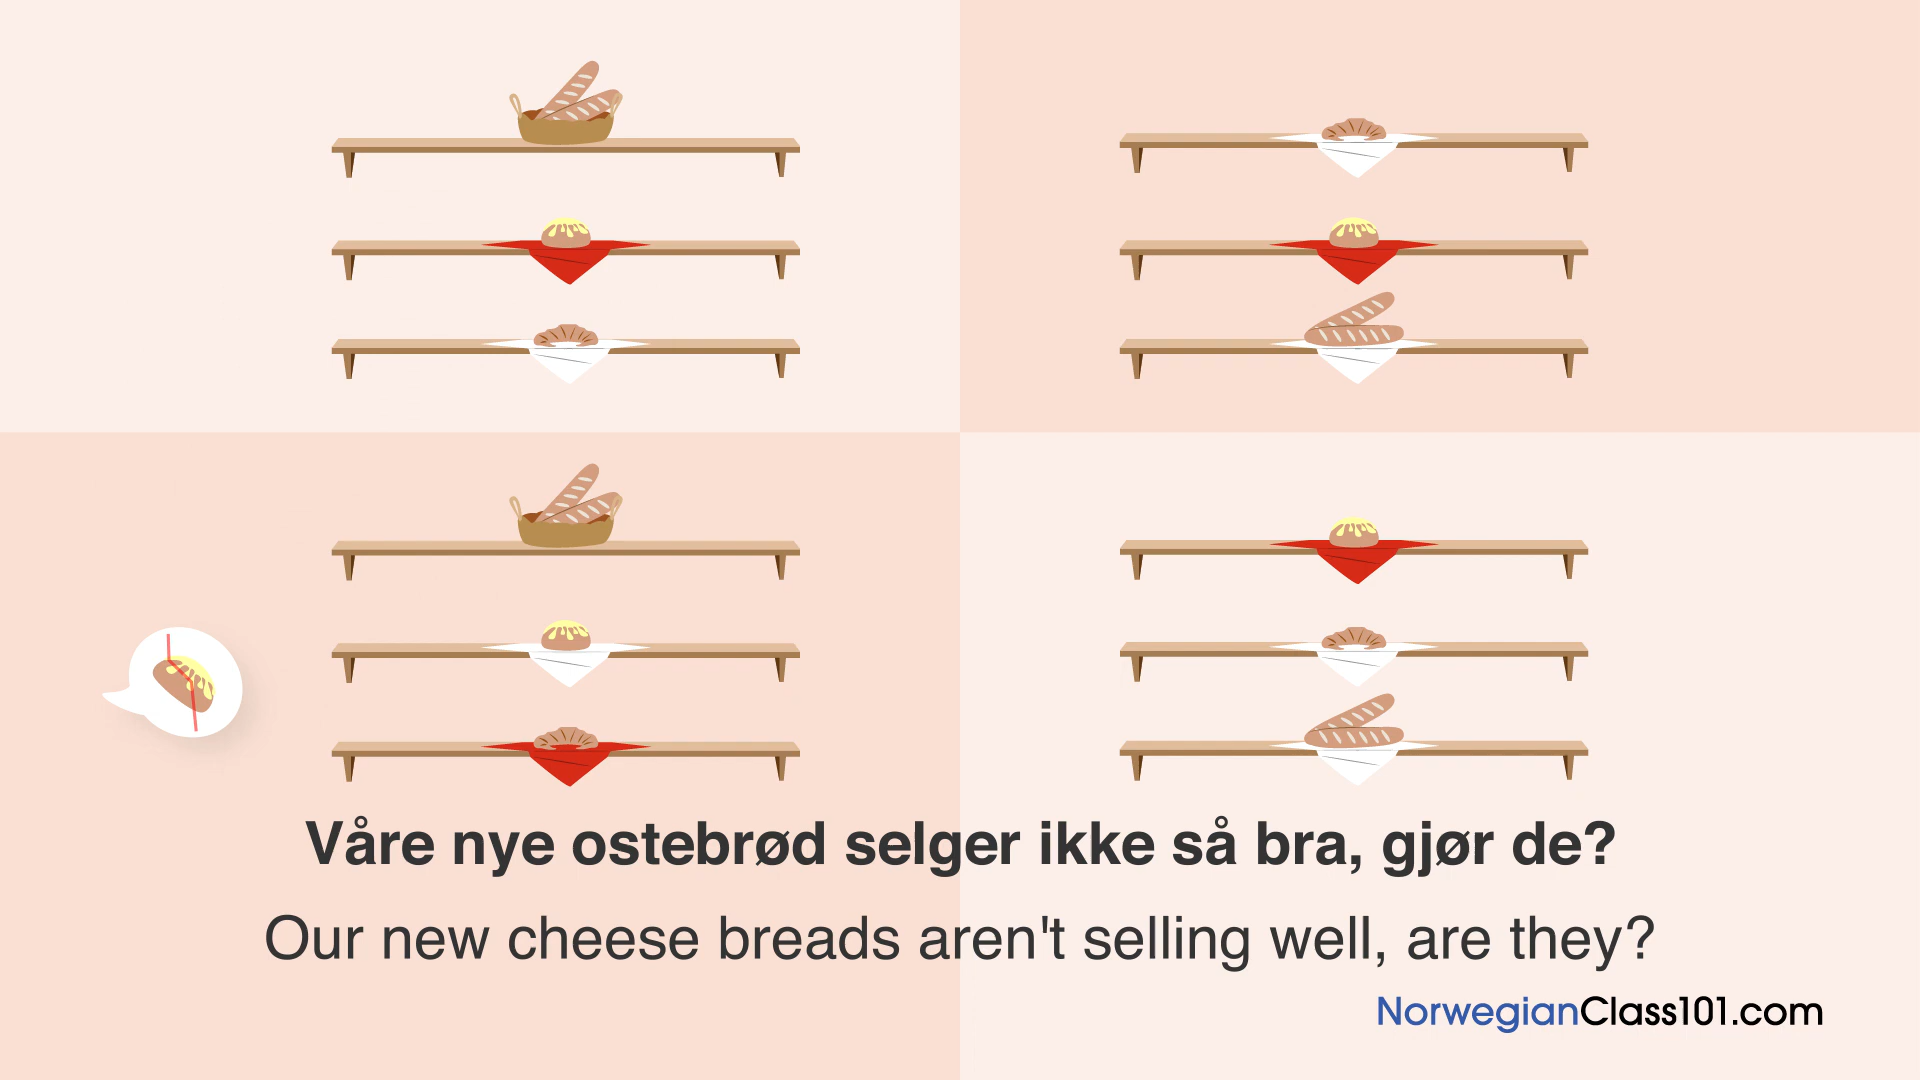 Våre nye ostebrød selger ikke så bra, gjør de?
Our new cheese breads aren't selling well, are they?
NorwegianClass101.com